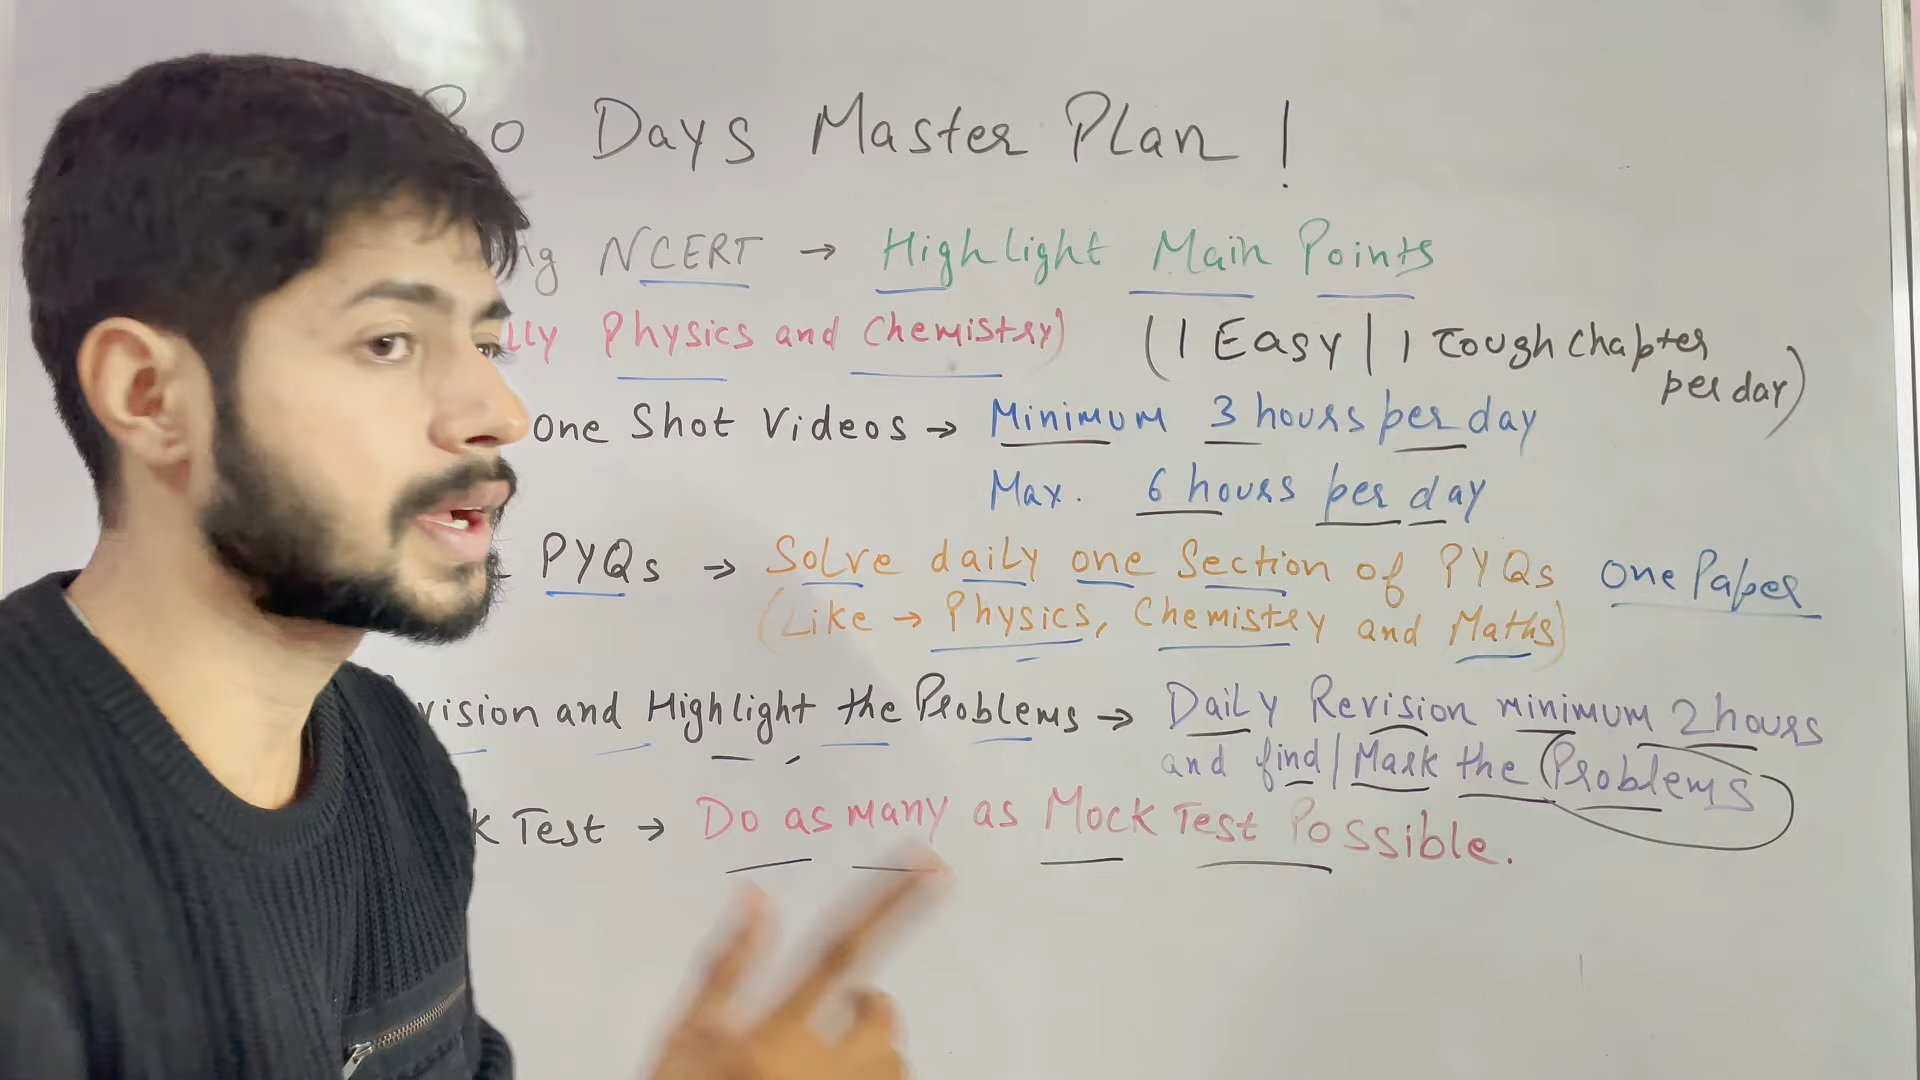 30 Days Master Plan!
ing NCERT → Highlight Main Points
lly Physics and Chemistry) (1 Easy | 1 Tough Chapter per day)
One Shot Videos → Minimum 3 hours per day
Max. 6 hours per day
PYQs → Solve daily one Section of PYQs One Paper
(Like → Physics, Chemistry and Maths)
vision and Highlight the Problems → Daily Revision minimum 2 hours
and find | Mark the Problems
k Test → Do as many as Mock Test Possible.